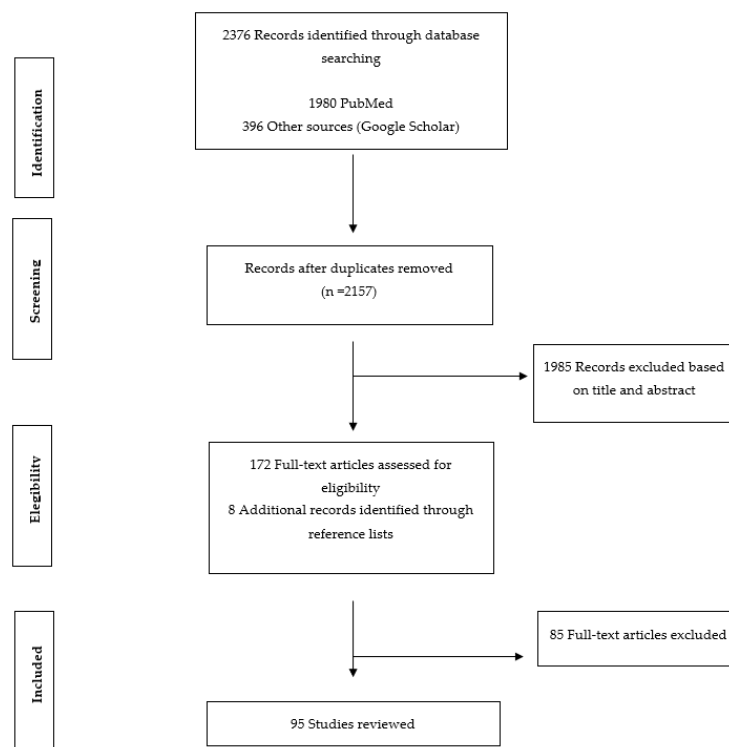 2376 Records identified through database
searching
1980 PubMed
396 Other sources (Google Scholar)
Identification
Records after duplicates removed
(n =2157)
Screening
1985 Records excluded based
on title and abstract
172 Full-text articles assessed for
eligibility
8 Additional records identified through
reference lists
Elegibility
85 Full-text articles excluded
Included
95 Studies reviewed